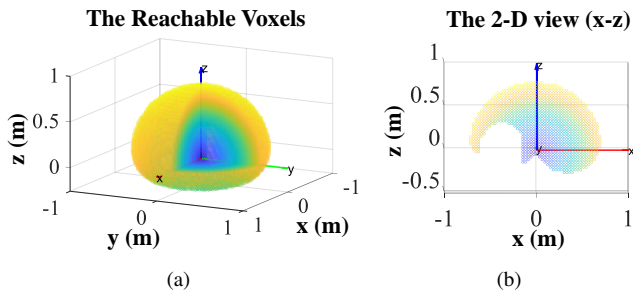 The Reachable Voxels
z
1
0.5
z (m)
0
y
x
-1
0
1
y (m)
-1
0
1
x (m)
(a)
The 2-D view (x-z)
1
z
0.5
z (m)
0
y
x
-0.5
-1
0
1
x (m)
(b)